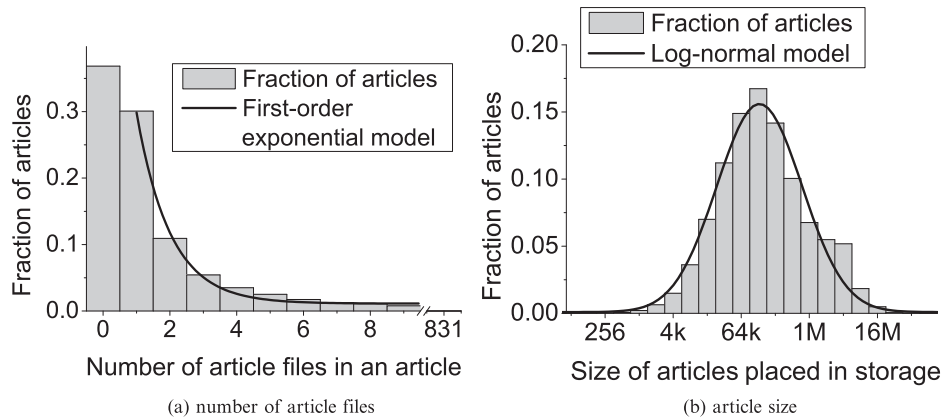 Fraction of articles
0.3
0.2
0.1
0.0
Fraction of articles
First-order
exponential model
0 2 4 6 8 831
Number of article files in an article
(a) number of article files
Fraction of articles
0.20
0.15
0.10
0.05
0.00
Fraction of articles
Log-normal model
256 4k 64k 1M 16M
Size of articles placed in storage
(b) article size